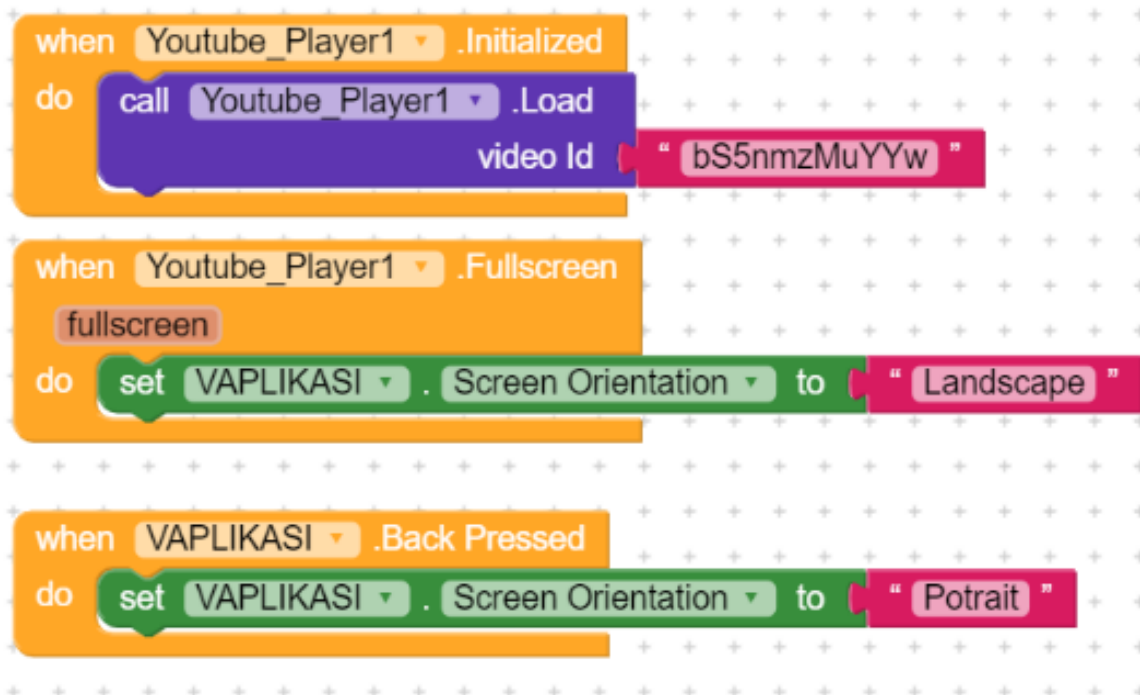 when Youtube_Player1 .Initialized
do call Youtube_Player1 .Load
video Id " bS5nmzMuYYw "
when Youtube_Player1 .Fullscreen
fullscreen
do set VAPLIKASI . Screen Orientation to " Landscape "
when VAPLIKASI .Back Pressed
do set VAPLIKASI . Screen Orientation to " Potrait "